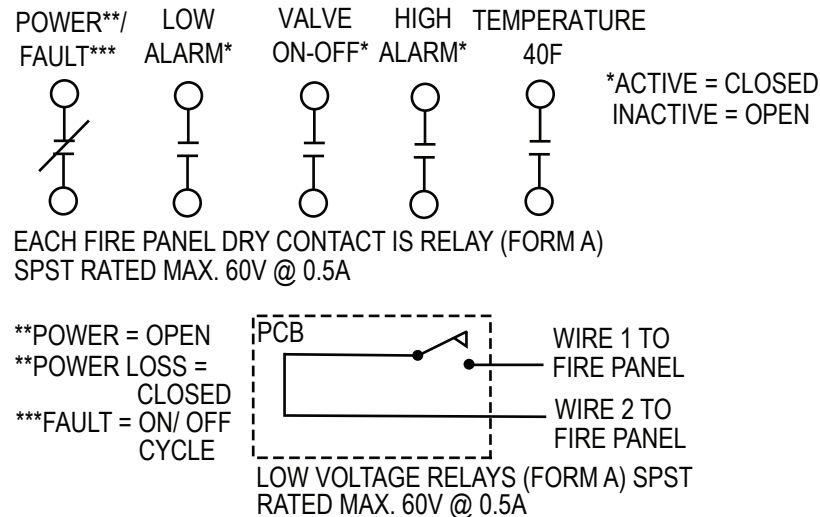 POWER**/ FAULT***
LOW ALARM*
VALVE ON-OFF*
HIGH ALARM*
TEMPERATURE 40F
*ACTIVE = CLOSED
INACTIVE = OPEN
EACH FIRE PANEL DRY CONTACT IS RELAY (FORM A)
SPST RATED MAX. 60V @ 0.5A
**POWER = OPEN
**POWER LOSS =
CLOSED
***FAULT = ON/ OFF
CYCLE
PCB
WIRE 1 TO
FIRE PANEL
WIRE 2 TO
FIRE PANEL
LOW VOLTAGE RELAYS (FORM A) SPST
RATED MAX. 60V @ 0.5A